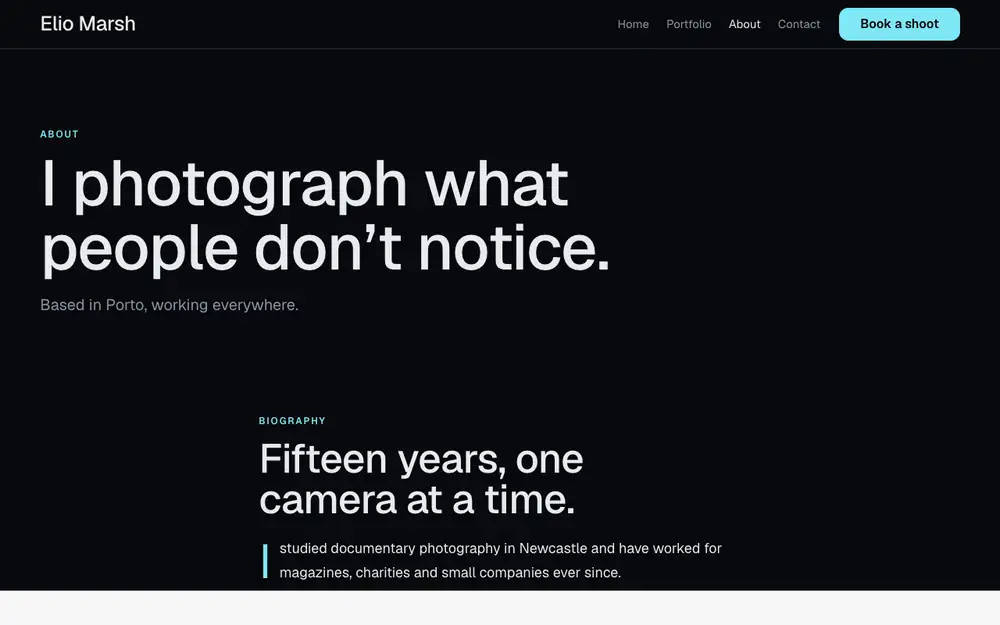 Elio Marsh
Home Portfolio About Contact Book a shoot
ABOUT
I photograph what
people don’t notice.
Based in Porto, working everywhere.
BIOGRAPHY
Fifteen years, one
camera at a time.
I studied documentary photography in Newcastle and have worked for
magazines, charities and small companies ever since.